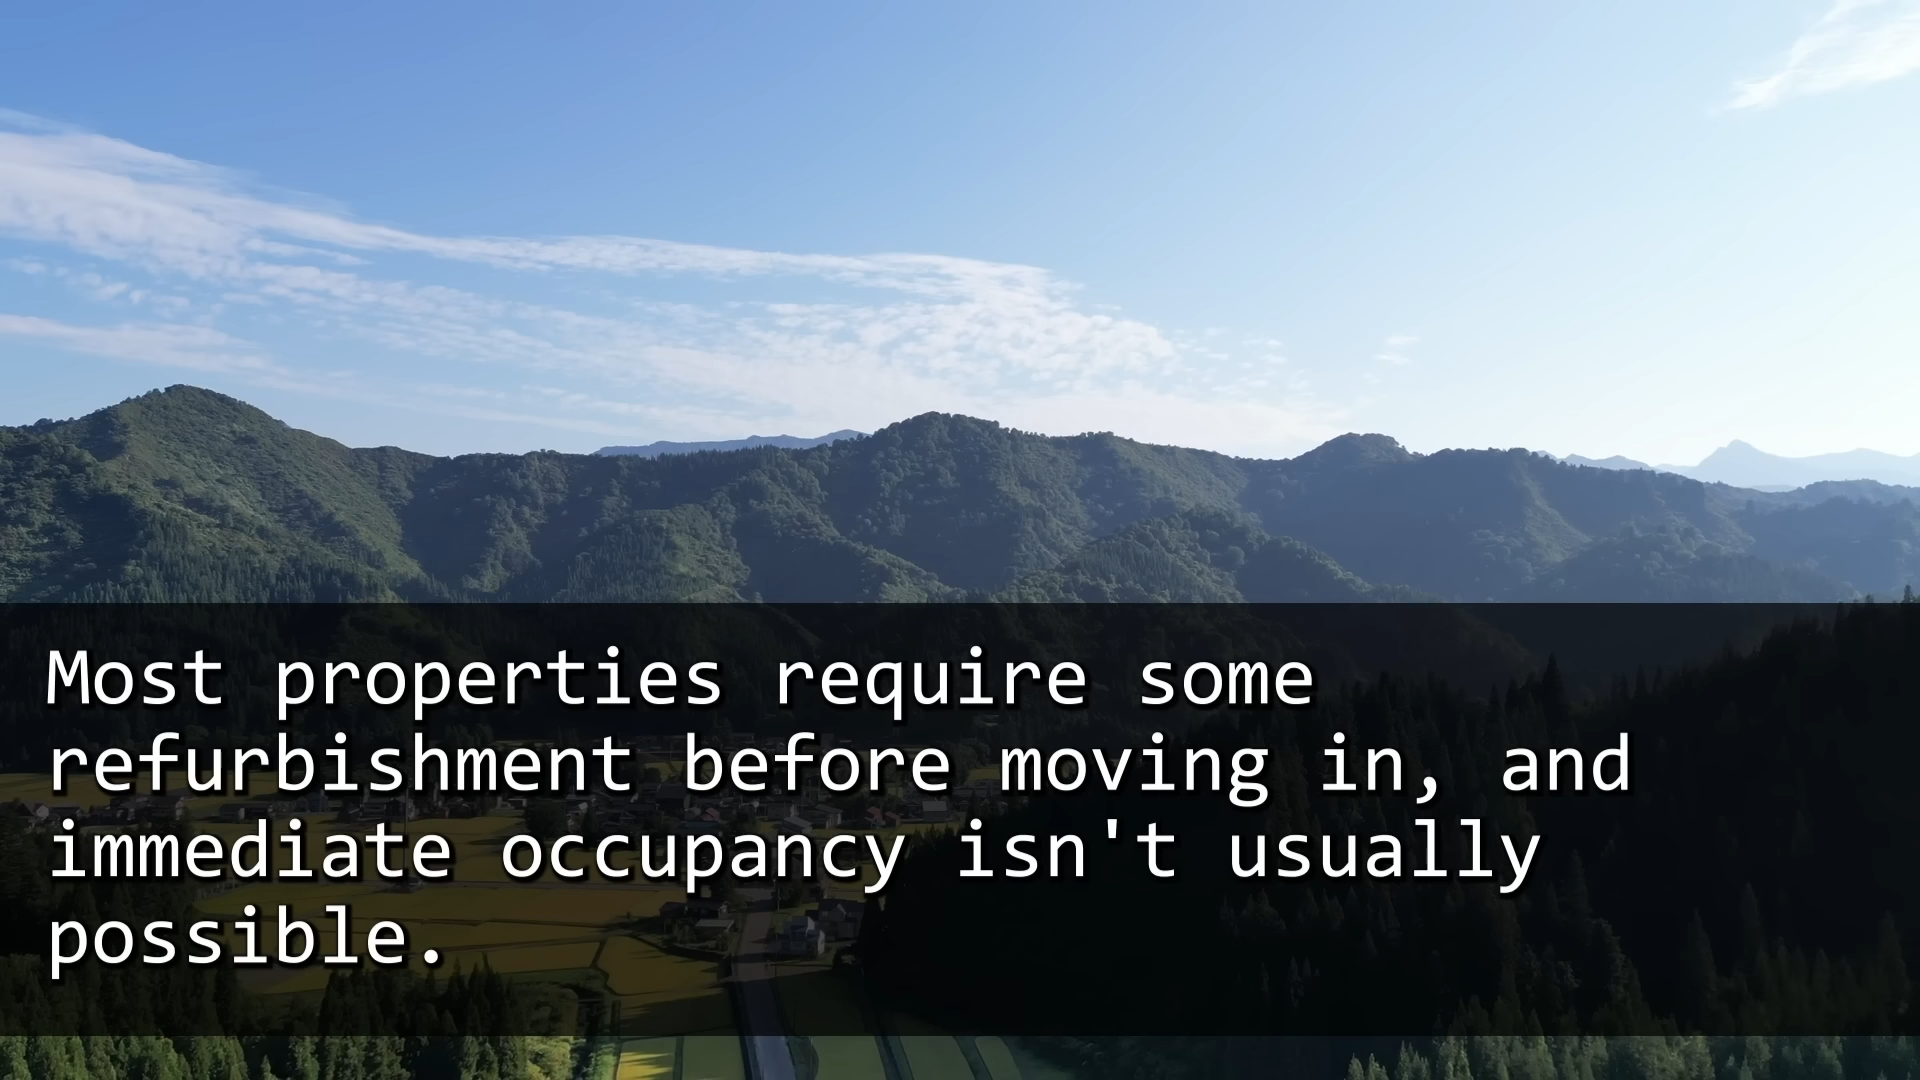 Most properties require some
refurbishment before moving in, and
immediate occupancy isn't usually
possible.